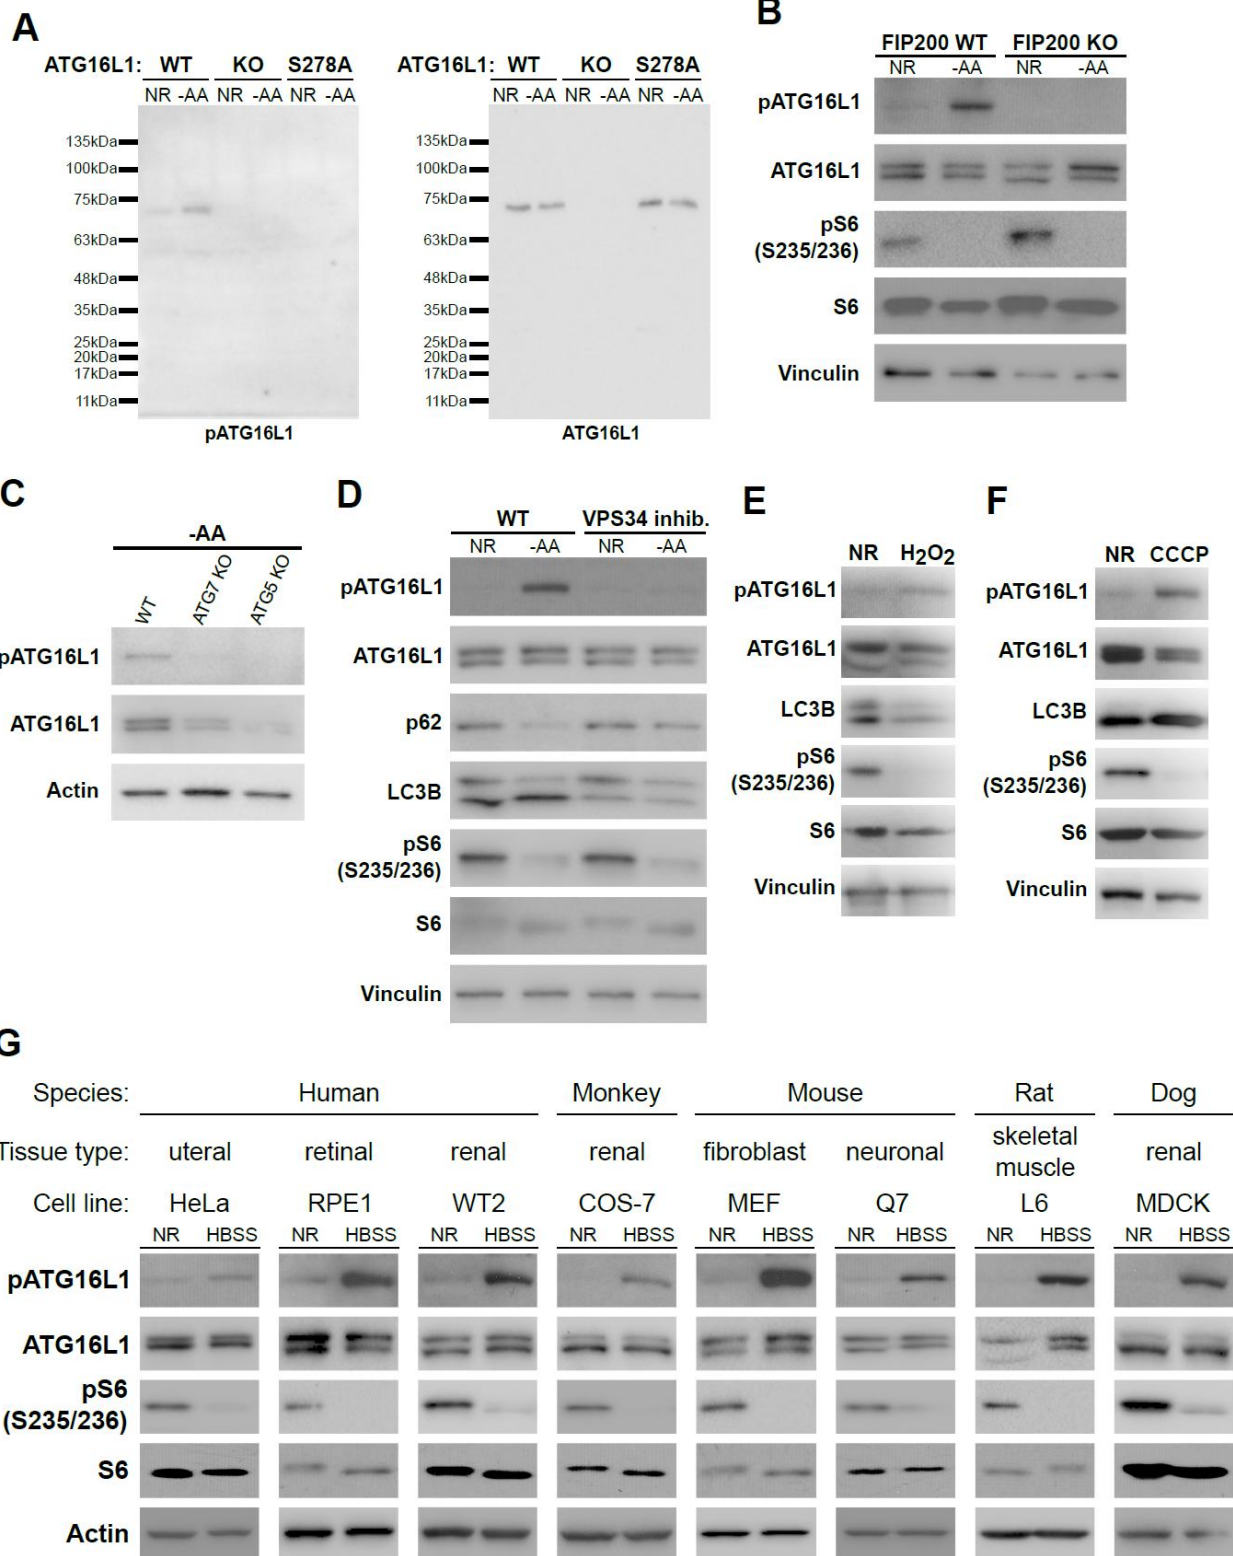 A
ATG16L1: WT KO S278A
NR -AA NR -AA NR -AA
135kDa
100kDa
75kDa
63kDa
48kDa
35kDa
25kDa
20kDa
17kDa
11kDa
pATG16L1
ATG16L1: WT KO S278A
NR -AA NR -AA NR -AA
135kDa
100kDa
75kDa
63kDa
48kDa
35kDa
25kDa
20kDa
17kDa
11kDa
ATG16L1
B
FIP200 WT FIP200 KO
NR -AA NR -AA
pATG16L1
ATG16L1
pS6
(S235/236)
S6
Vinculin
C
-AA
WT ATG7 KO ATG5 KO
pATG16L1
ATG16L1
Actin
D
WT VPS34 inhib.
NR -AA NR -AA
pATG16L1
ATG16L1
p62
LC3B
pS6
(S235/236)
S6
Vinculin
E
NR H2O2
pATG16L1
ATG16L1
LC3B
pS6
(S235/236)
S6
Vinculin
F
NR CCCP
pATG16L1
ATG16L1
LC3B
pS6
(S235/236)
S6
Vinculin
G
Species: Human Monkey Mouse Rat Dog
Tissue type: uteral retinal renal renal fibroblast neuronal skeletal muscle renal
Cell line: HeLa RPE1 WT2 COS-7 MEF Q7 L6 MDCK
NR HBSS NR HBSS NR HBSS NR HBSS NR HBSS NR HBSS NR HBSS NR HBSS
pATG16L1
ATG16L1
pS6
(S235/236)
S6
Actin